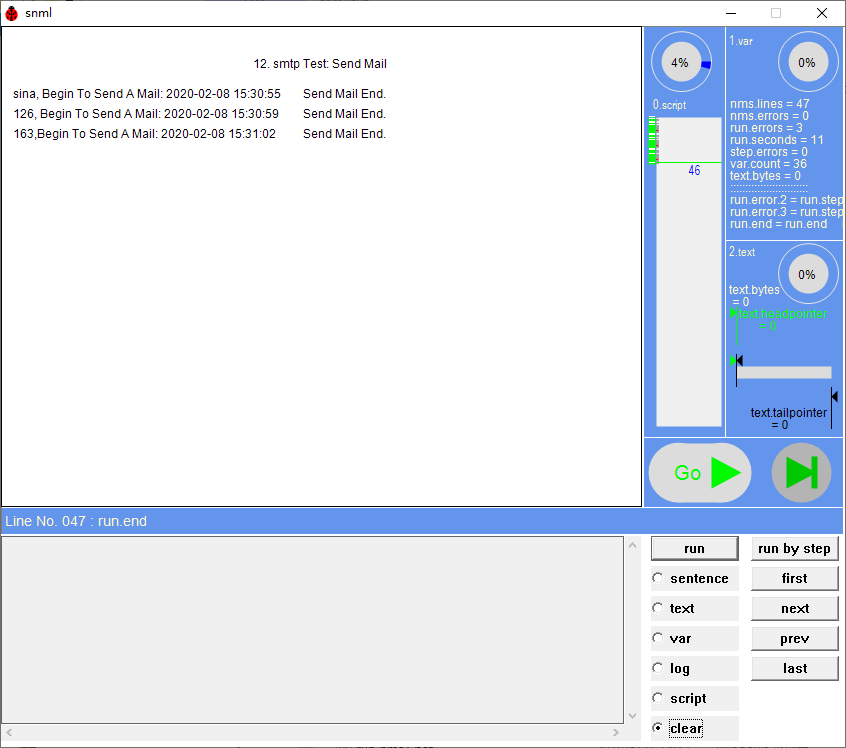 snml
12. smtp Test: Send Mail
sina, Begin To Send A Mail: 2020-02-08 15:30:55 Send Mail End.
126, Begin To Send A Mail: 2020-02-08 15:30:59 Send Mail End.
163,Begin To Send A Mail: 2020-02-08 15:31:02 Send Mail End.
4%
0.script
46
1.var
0%
nms.lines = 47
nms.errors = 0
run.errors = 3
run.seconds = 11
step.errors = 0
var.count = 36
text.bytes = 0
run.error.2 = run.step
run.error.3 = run.step
run.end = run.end
2.text
0%
text.bytes
= 0
text.headpointer
= 0
text.tailpointer
= 0
Go
Line No. 047 : run.end
run
run by step
sentence
first
text
next
var
prev
log
last
script
clear